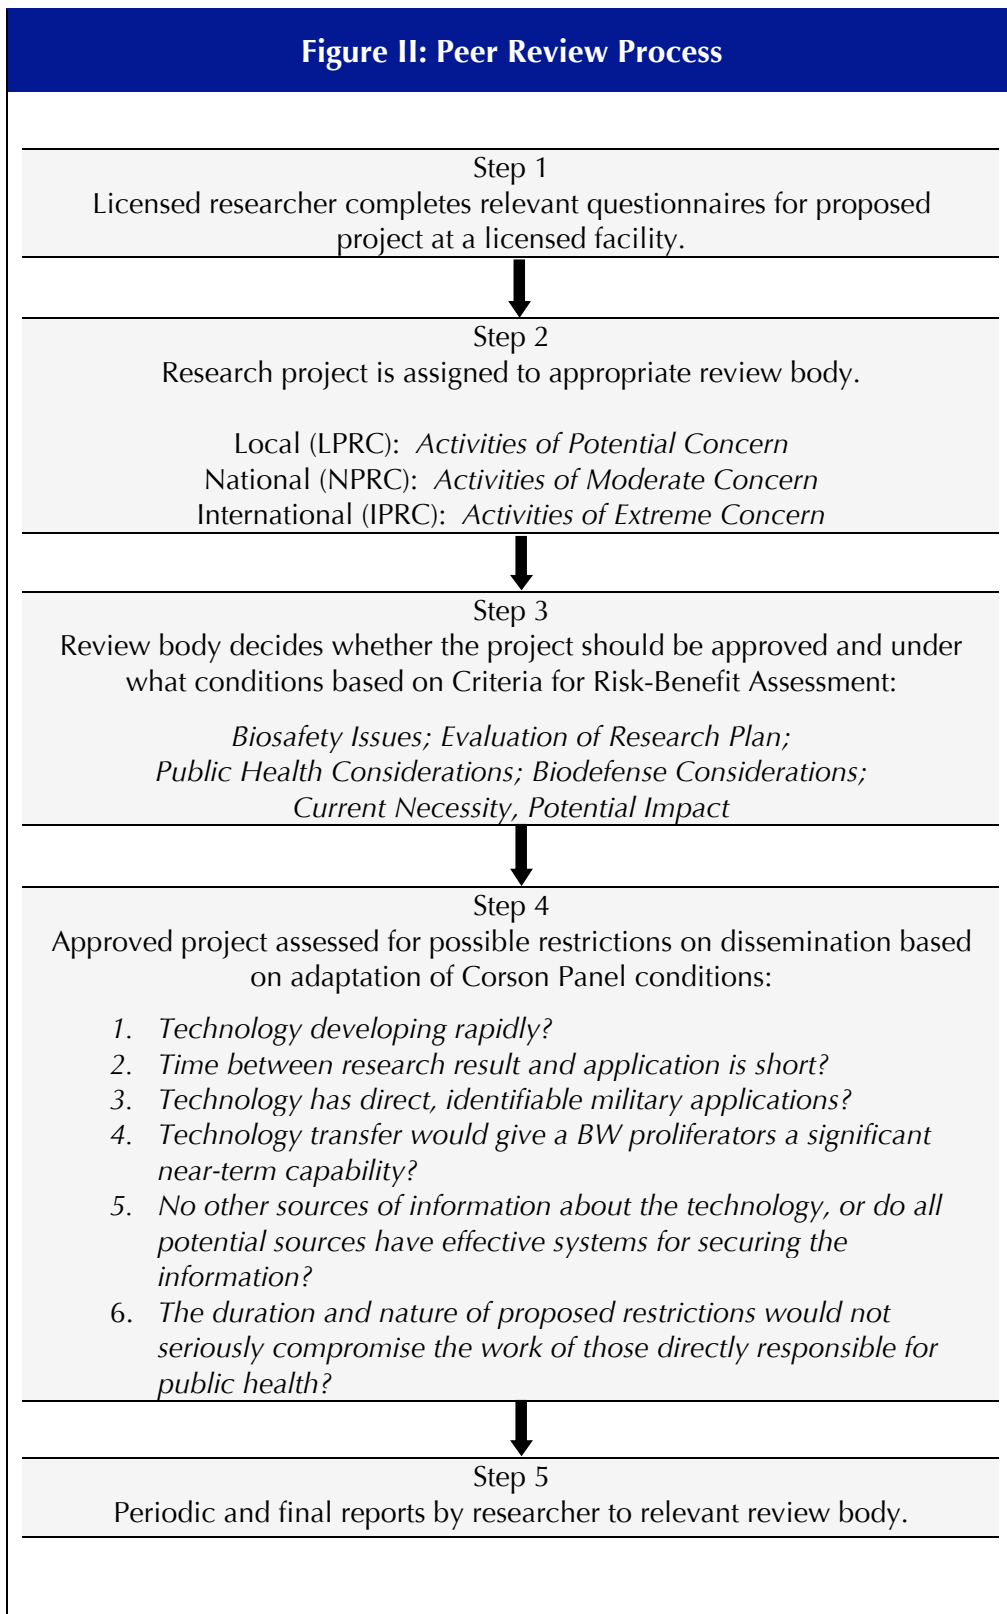 Figure II: Peer Review Process
Step 1
Licensed researcher completes relevant questionnaires for proposed
project at a licensed facility.
Step 2
Research project is assigned to appropriate review body.
Local (LPRC):  Activities of Potential Concern
National (NPRC):  Activities of Moderate Concern
International (IPRC):  Activities of Extreme Concern
Step 3
Review body decides whether the project should be approved and under
what conditions based on Criteria for Risk-Benefit Assessment:
Biosafety Issues; Evaluation of Research Plan;
Public Health Considerations; Biodefense Considerations;
Current Necessity, Potential Impact
Step 4
Approved project assessed for possible restrictions on dissemination based
on adaptation of Corson Panel conditions:
1. Technology developing rapidly?
2. Time between research result and application is short?
3. Technology has direct, identifiable military applications?
4. Technology transfer would give a BW proliferators a significant
near-term capability?
5. No other sources of information about the technology, or do all
potential sources have effective systems for securing the
information?
6. The duration and nature of proposed restrictions would not
seriously compromise the work of those directly responsible for
public health?
Step 5
Periodic and final reports by researcher to relevant review body.